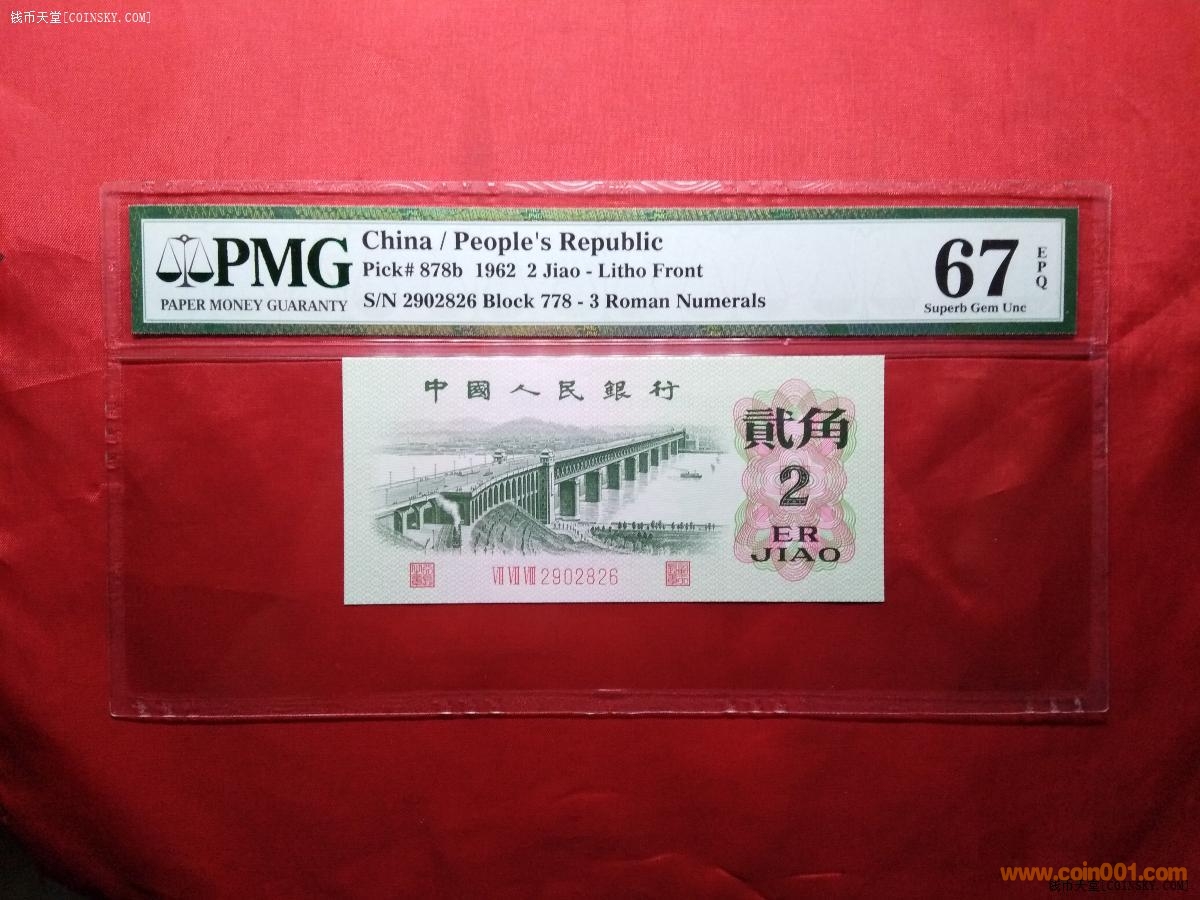 钱币天堂[COINSKY.COM]
PMG
PAPER MONEY GUARANTY
China / People's Republic
Pick# 878b 1962 2 Jiao - Litho Front
S/N 2902826 Block 778 - 3 Roman Numerals
67
EPQ
Superb Gem Unc
中國人民銀行
貳角
2
ER
JIAO
VII VII VIII 2902826
www.coin001.com
钱币天堂[COINSKY.COM]